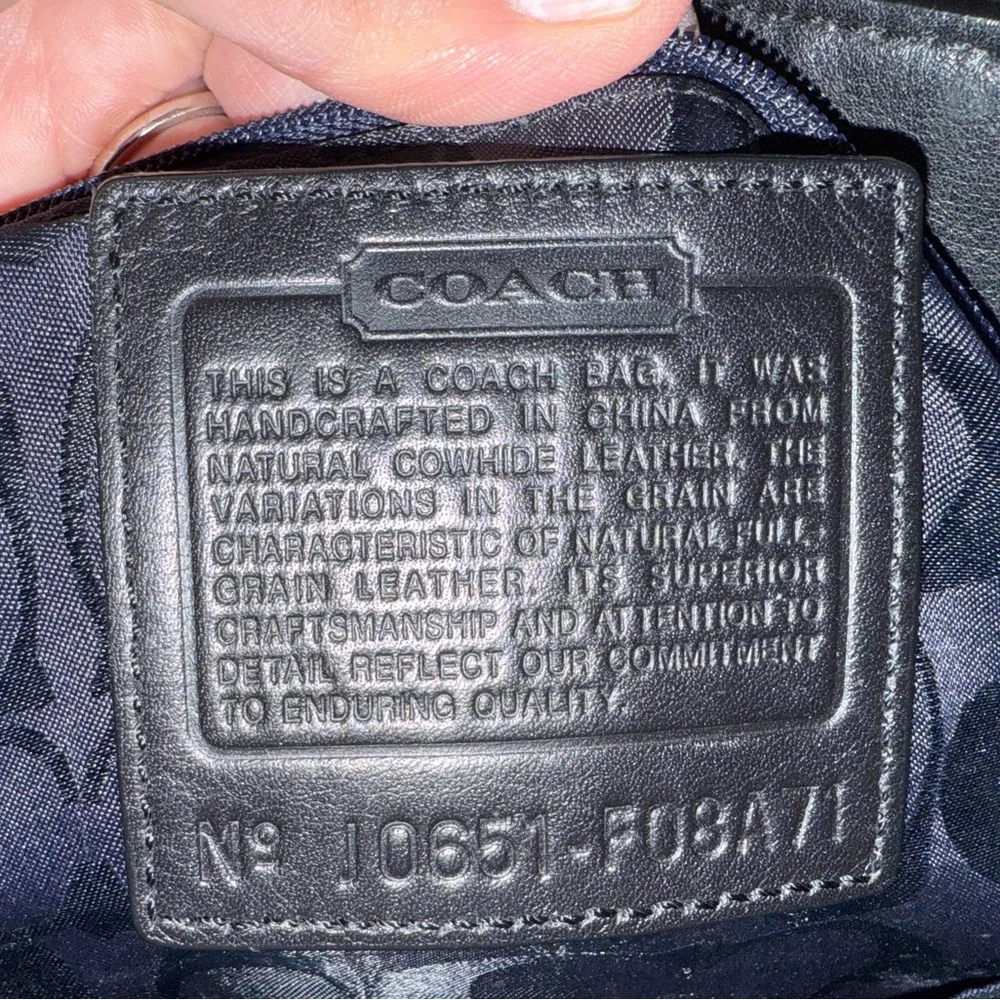 COACH
THIS IS A COACH BAG. IT WAS
HANDCRAFTED IN CHINA FROM
NATURAL COWHIDE LEATHER. THE
VARIATIONS IN THE GRAIN ARE
CHARACTERISTIC OF NATURAL FULL-
GRAIN LEATHER. ITS SUPERIOR
CRAFTSMANSHIP AND ATTENTION TO
DETAIL REFLECT OUR COMMITMENT
TO ENDURING QUALITY.
Nº 10651-F08A71